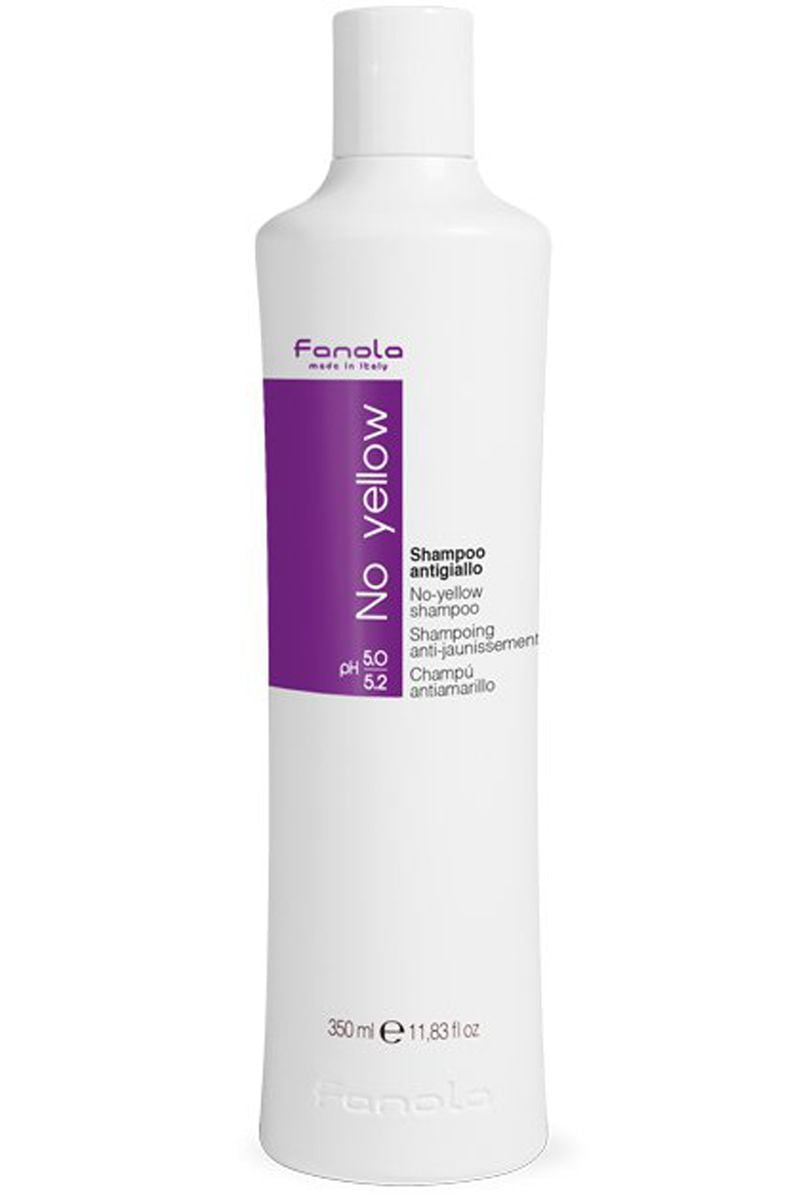 Fanola
made in Italy
No yellow
pH 5.0
5.2
Shampoo
antigiallo
No-yellow
shampoo
Shampoing
anti-jaunissement
Champú
antiamarillo
350 ml e 11,83 fl oz
Fanola